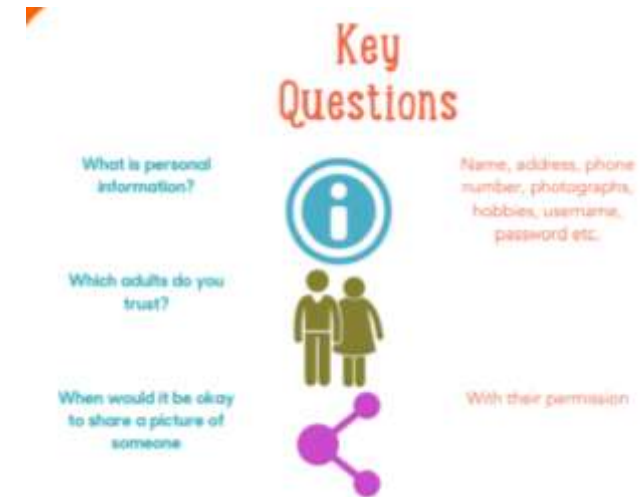 Key
Questions
What is personal
information?
Name, address, phone
number, photographs,
hobbies, username,
password etc.
Which adults do you
trust?
When would it be okay
to share a picture of
someone
With their permission